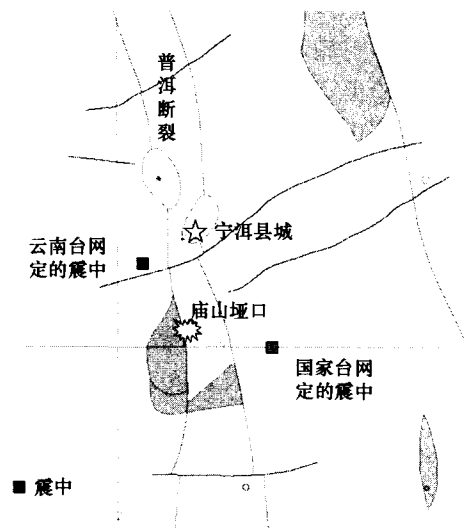 普洱断裂
宁洱县城
云南台网
定的震中
庙山垭口
国家台网
定的震中
震中